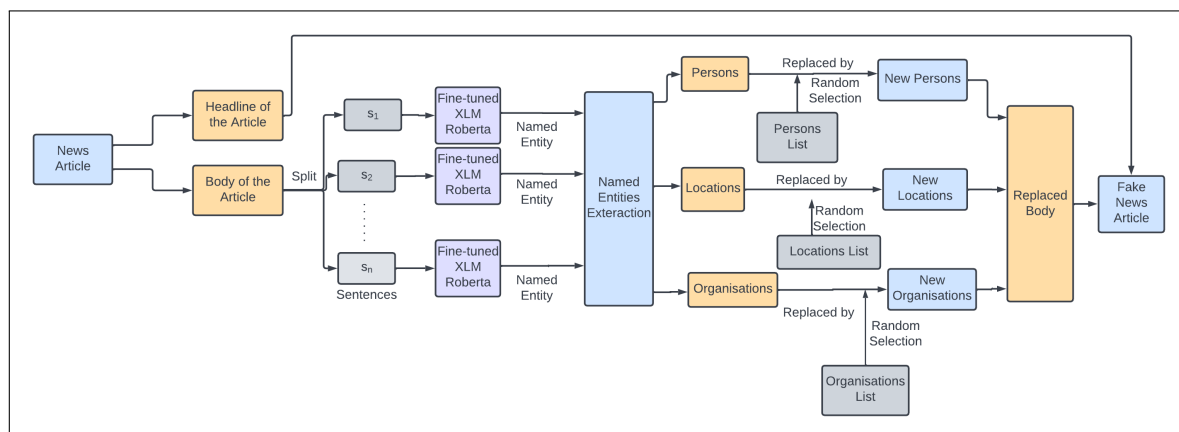 News
Article
Headline of
the Article
Body of the
Article
Split
s1
s2
sn
Sentences
Fine-tuned
XLM
Roberta
Fine-tuned
XLM
Roberta
Fine-tuned
XLM
Roberta
Named
Entity
Named
Entity
Named
Entity
Named
Entities
Exteraction
Persons
Replaced by
Random
Selection
Persons
List
New Persons
Locations
Replaced by
Random
Selection
Locations List
New
Locations
Organisations
Replaced by
Random
Selection
Organisations
List
New
Organisations
Replaced
Body
Fake
News
Article